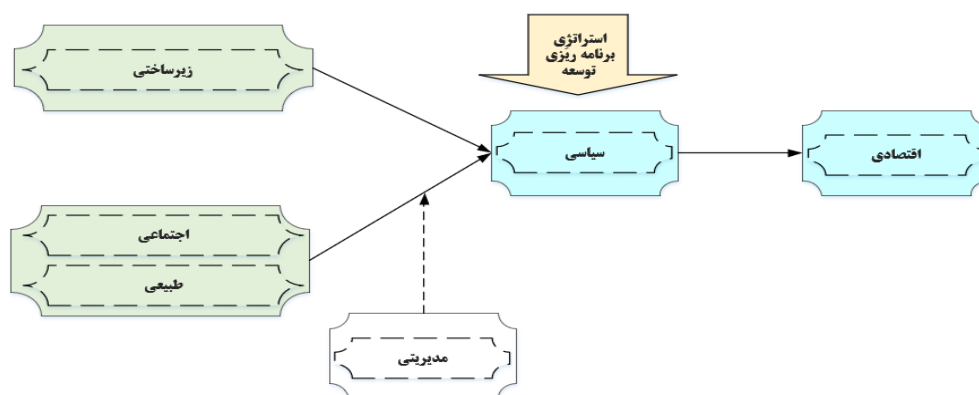 استراتژی
برنامه ریزی
توسعه
زیرساختی
سیاسی
اقتصادی
اجتماعی
طبیعی
مدیریتی